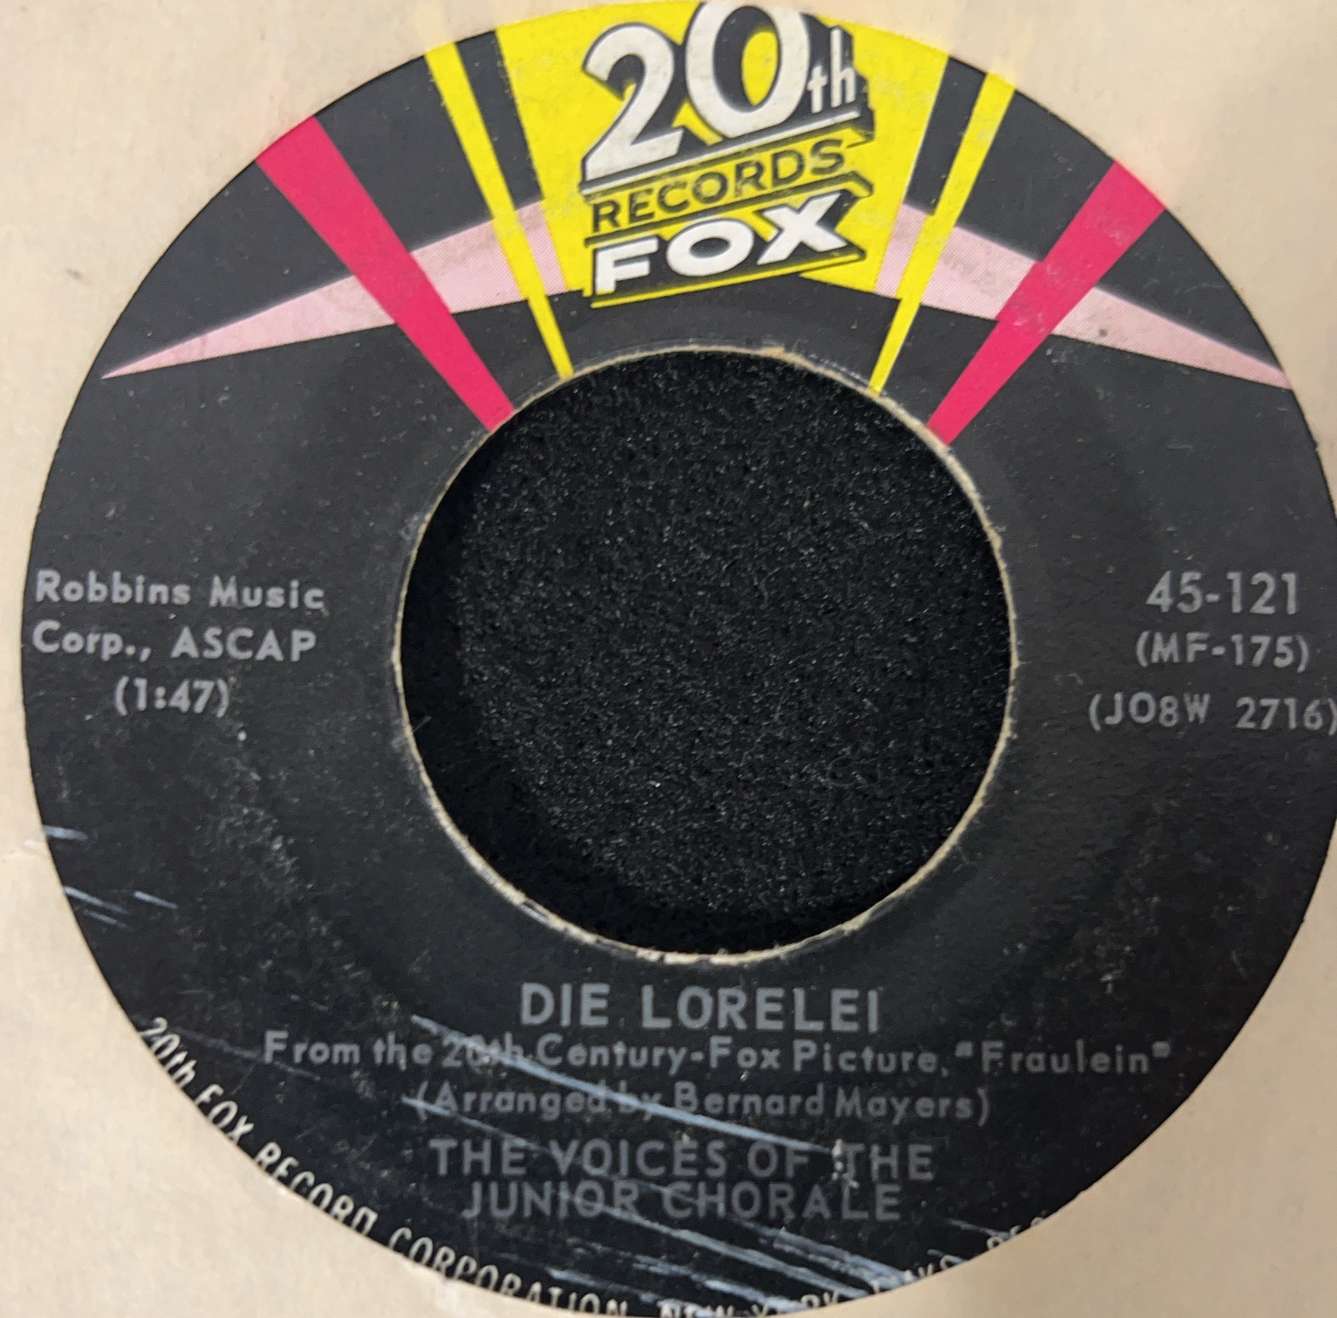 20th
RECORDS
FOX
Robbins Music
Corp., ASCAP
(1:47)
45-121
(MF-175)
(JO8W 2716)
DIE LORELEI
From the 20th Century-Fox Picture, "Fraulein"
(Arranged by Bernard Mayers)
THE VOICES OF THE
JUNIOR CHORALE
20th FOX RECORD CORPORATION, NEW YORK